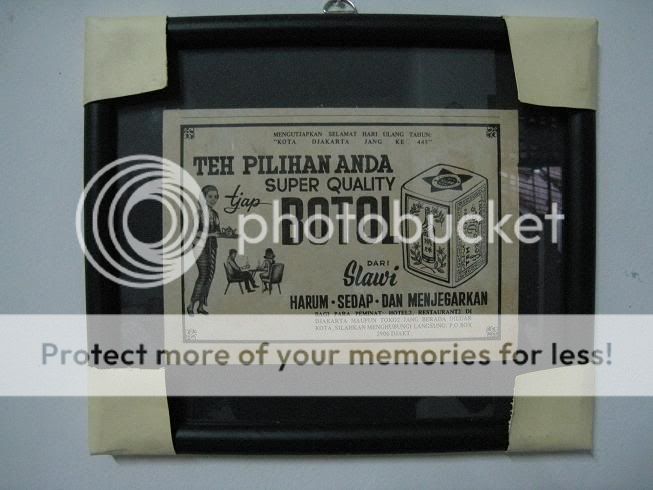 MENGUTJAPKAN SELAMAT HARI ULANG TAHUN:
"KOTA DJAKARTA JANG KE 445"
TEH PILIHAN ANDA
SUPER QUALITY
tjap BOTOL
DARI
Slawi
HARUM · SEDAP · DAN MENJEGARKAN
BAGI PARA PEMINAT: HOTEL2, RESTAURANT2 DI
DJAKARTA MAUPUN TOKO2 JANG BERADA DILUAR
KOTA, SILAHKAN MENGHUBUNGI LANGSUNG: P.O BOX
2906 DJAKT.
photobucket
Protect more of your memories for less!